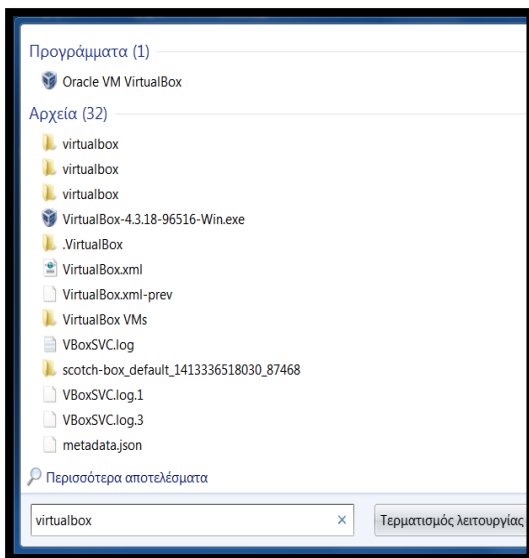 Προγράμματα (1)
Oracle VM VirtualBox
Αρχεία (32)
virtualbox
virtualbox
virtualbox
VirtualBox-4.3.18-96516-Win.exe
.VirtualBox
VirtualBox.xml
VirtualBox.xml-prev
VirtualBox VMs
VBoxSVC.log
scotch-box_default_1413336518030_87468
VBoxSVC.log.1
VBoxSVC.log.3
metadata.json
Περισσότερα αποτελέσματα
virtualbox
Τερματισμός λειτουργίας